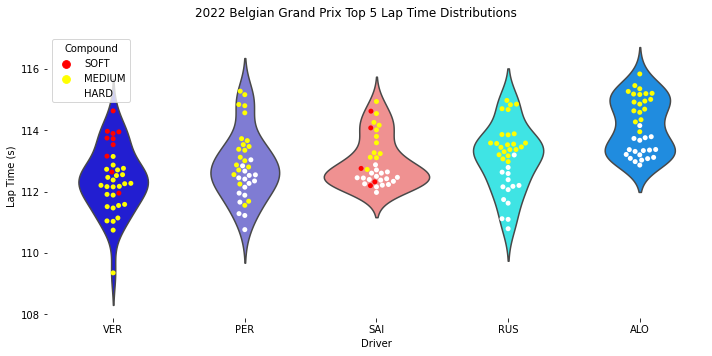 2022 Belgian Grand Prix Top 5 Lap Time Distributions
Compound
SOFT
MEDIUM
HARD
116
114
112
110
108
Lap Time (s)
VER PER SAI RUS ALO
Driver